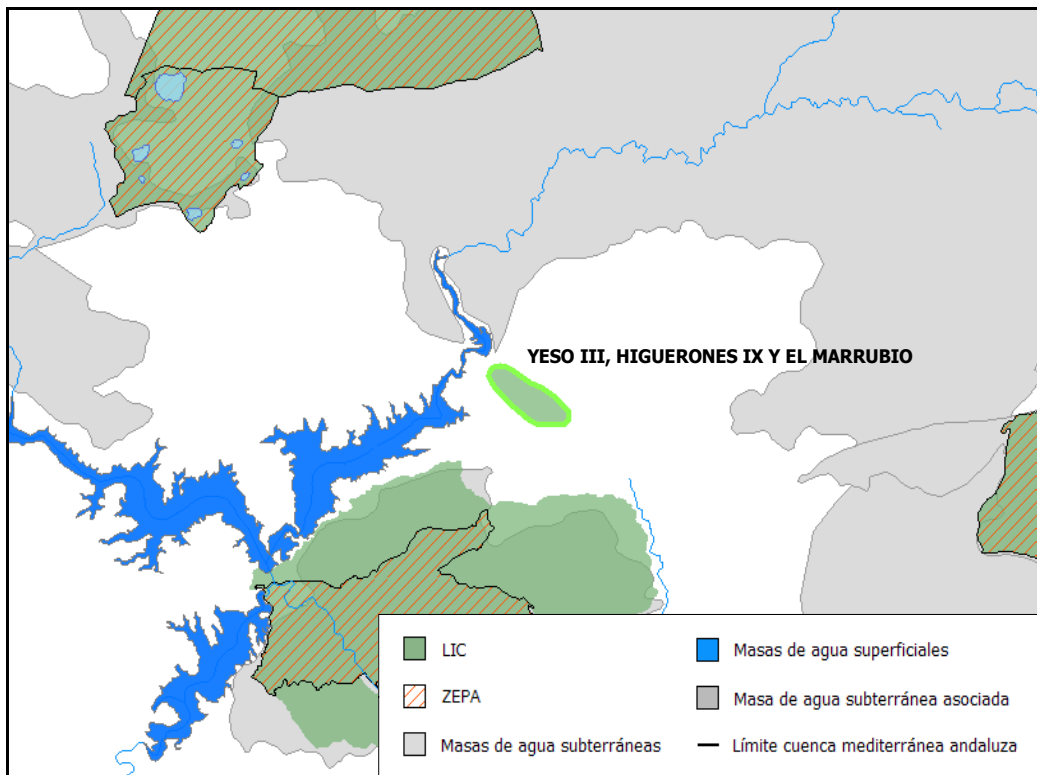 YESO III, HIGUERONES IX Y EL MARRUBIO
LIC
ZEPA
Masas de agua subterráneas
Masas de agua superficiales
Masa de agua subterránea asociada
Límite cuenca mediterránea andaluza